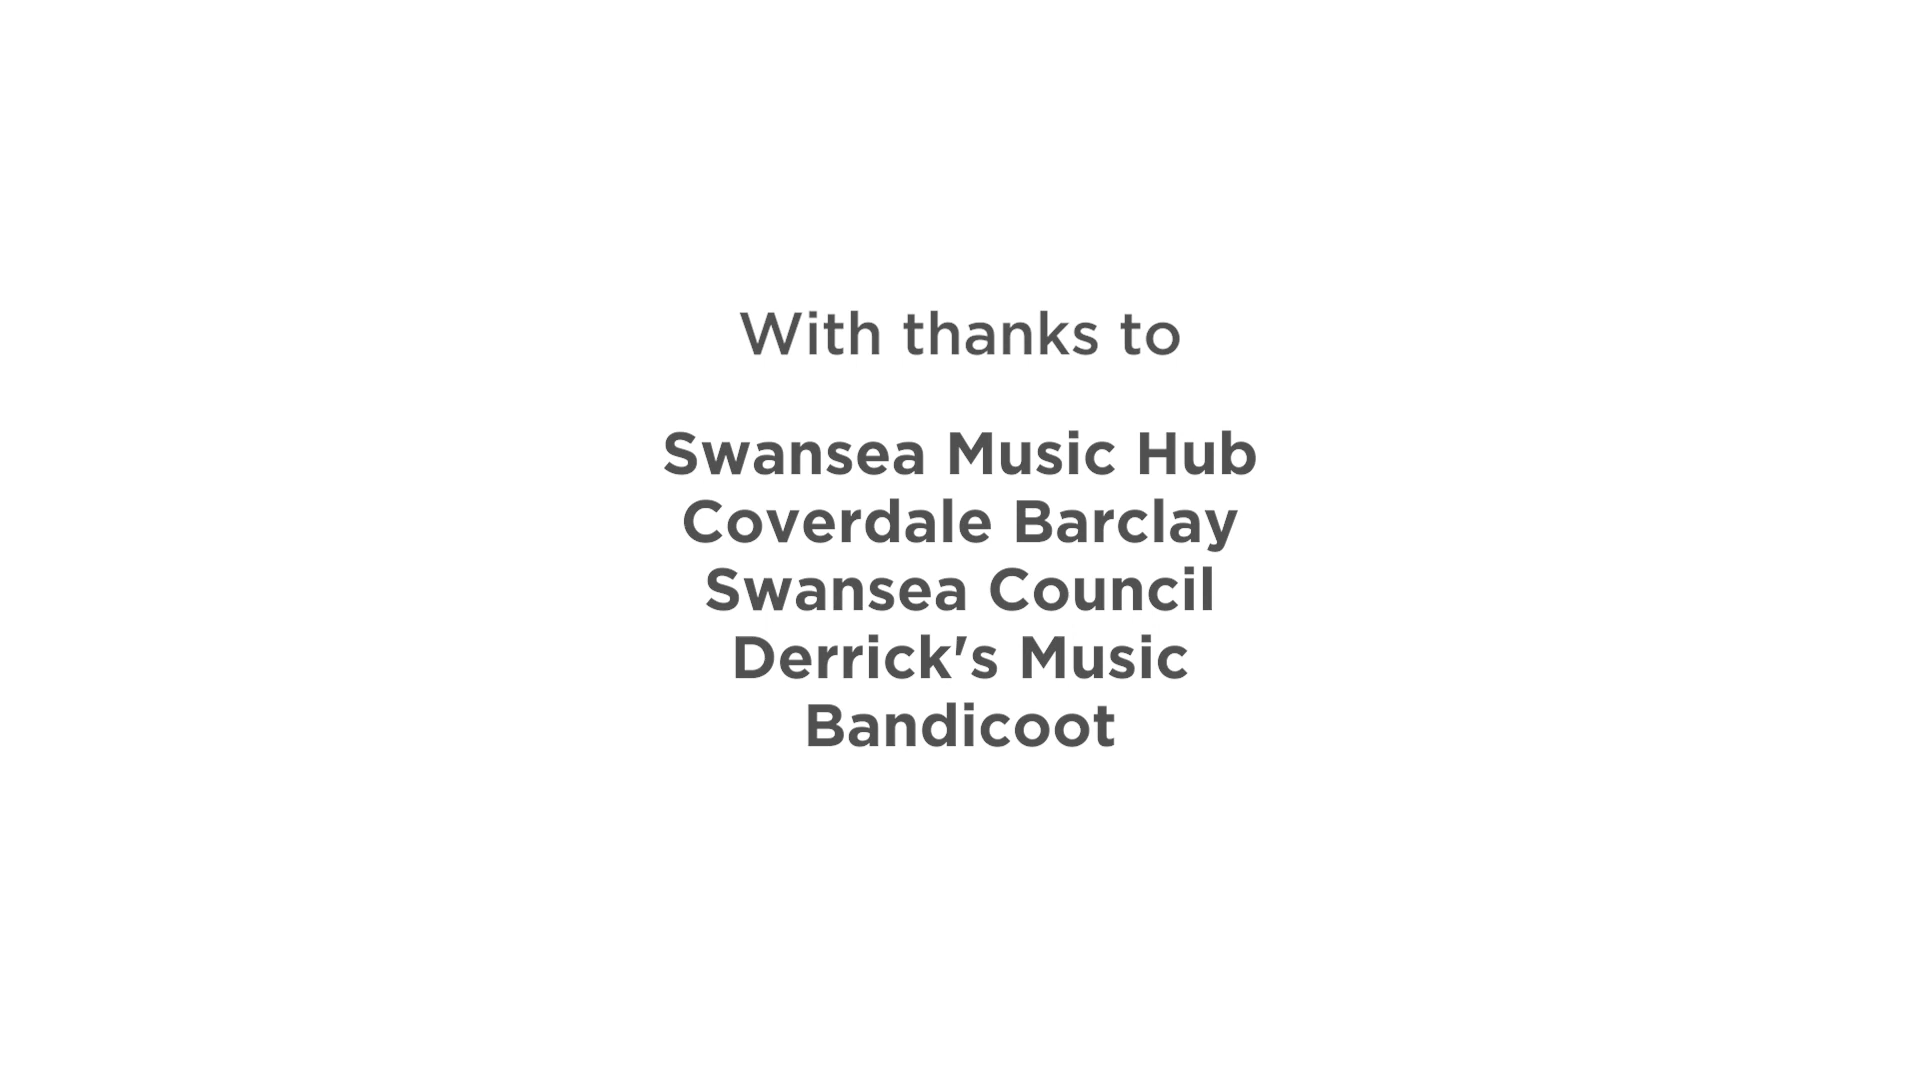 With thanks to
Swansea Music Hub
Coverdale Barclay
Swansea Council
Derrick's Music
Bandicoot